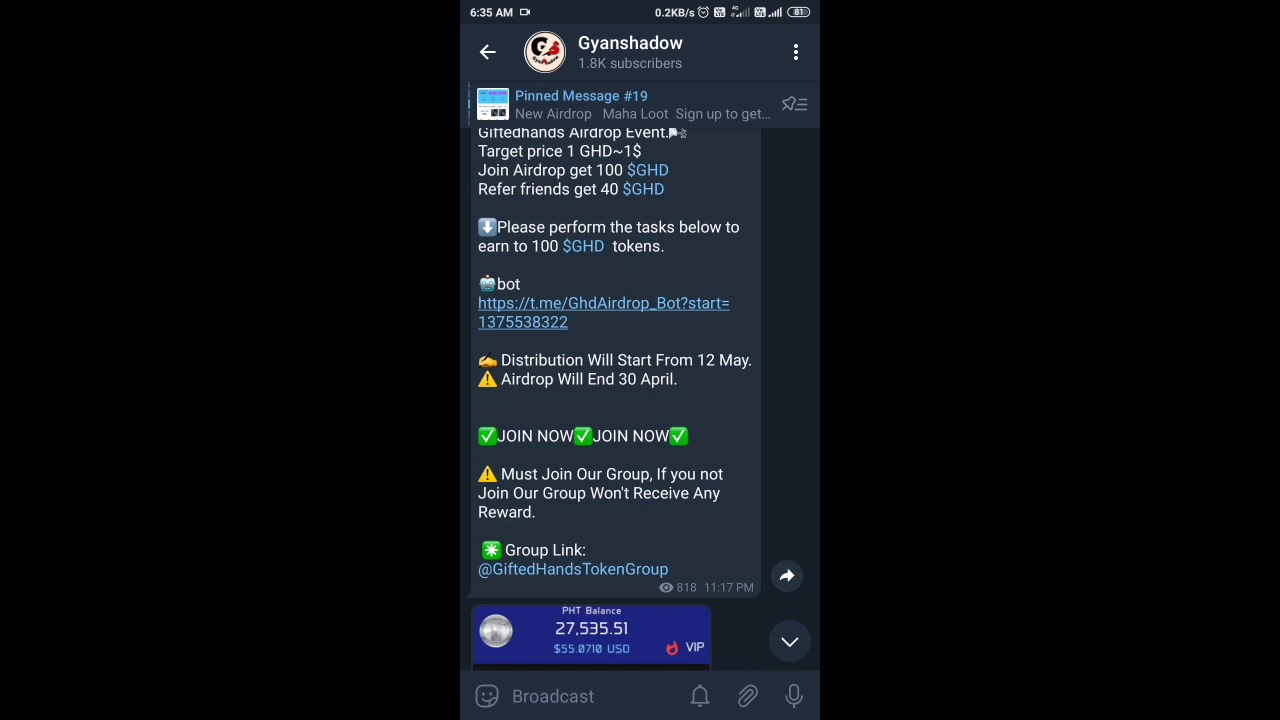 6:35 AM 0.2KB/s 4G 81
Gyanshadow
1.8K subscribers
Pinned Message #19
New Airdrop Maha Loot Sign up to get...
Giftedhands Airdrop Event.
Target price 1 GHD~1$
Join Airdrop get 100 $GHD
Refer friends get 40 $GHD
⬇️Please perform the tasks below to
earn to 100 $GHD tokens.
🤖bot
https://t.me/GhdAirdrop_Bot?start=
1375538322
✍️ Distribution Will Start From 12 May.
⚠️ Airdrop Will End 30 April.
✅JOIN NOW✅JOIN NOW✅
⚠️ Must Join Our Group, If you not
Join Our Group Won't Receive Any
Reward.
✳️ Group Link:
@GiftedHandsTokenGroup
818 11:17 PM
PHT Balance
27,535.51
$55.0710 USD
VIP
Broadcast